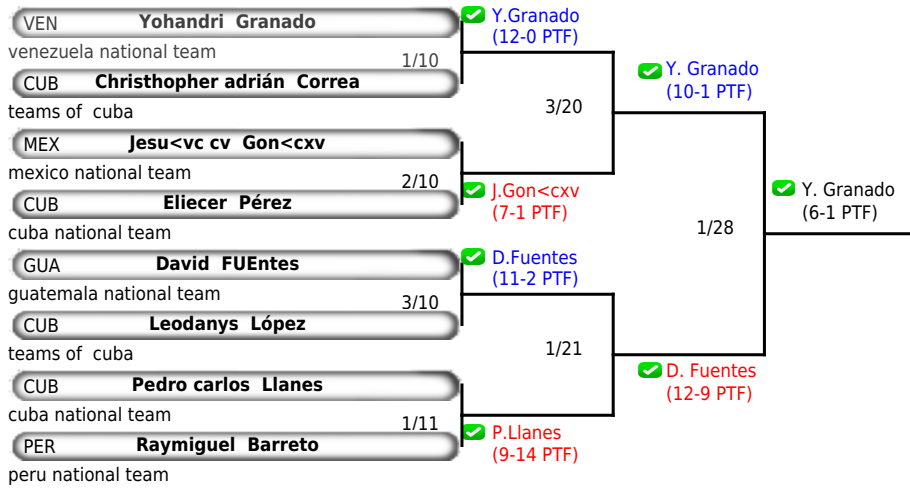 VEN Yohandri Granado
venezuela national team
1/10
CUB Christhopher adrián Correa
teams of cuba
MEX Jesu<vc cv Gon<cxv
mexico national team
2/10
CUB Eliecer Pérez
cuba national team
GUA David FUEntes
guatemala national team
3/10
CUB Leodanys López
teams of cuba
CUB Pedro carlos Llanes
cuba national team
1/11
PER Raymiguel Barreto
peru national team
Y.Granado
(12-0 PTF)
3/20
J.Gon<cxv
(7-1 PTF)
D.Fuentes
(11-2 PTF)
1/21
P.Llanes
(9-14 PTF)
Y. Granado
(10-1 PTF)
1/28
D. Fuentes
(12-9 PTF)
Y. Granado
(6-1 PTF)